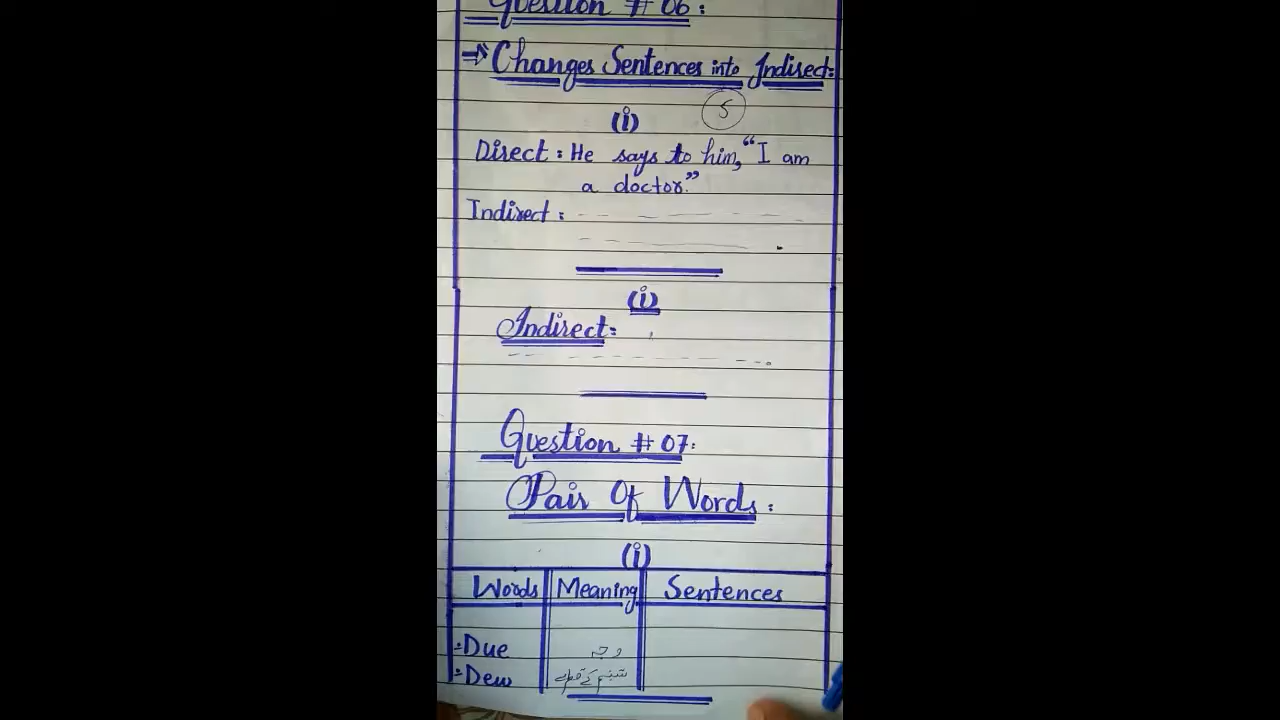 Question # 06:
⇒ Changes Sentences into Indirect:
5
(i)
Direct : He says to him, “I am
a doctor.”
Indirect :
(i)
Indirect:
Question # 07:
Pair Of Words :
(i)
Words Meaning Sentences
:Due وجہ
:Dew شبنم کے قطرے